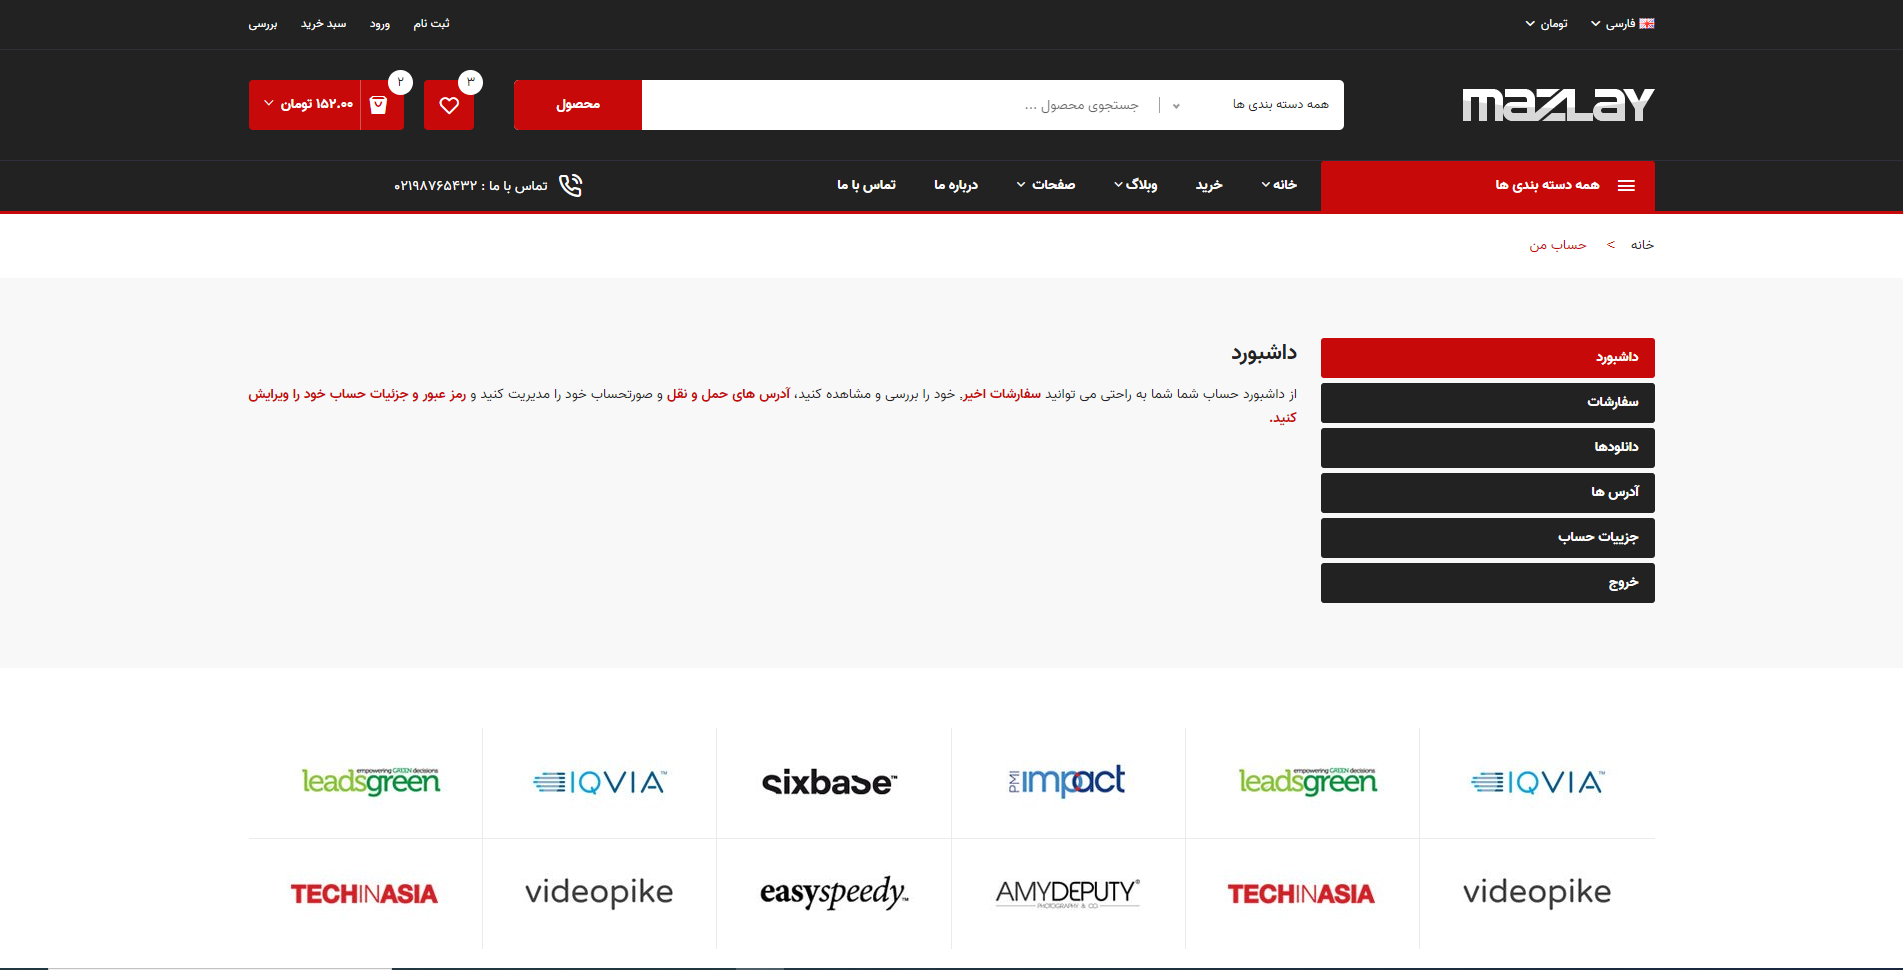 فارسی تومان ثبت نام ورود سبد خرید بررسی
mazlay همه دسته بندی ها جستجوی محصول ... محصول ۳ ۲ ۱۵۲.۰۰ تومان
همه دسته بندی ها خانه خرید وبلاگ صفحات درباره ما تماس با ما تماس با ما : ۰۲۱۹۸۷۶۵۴۳۲
خانه > حساب من
داشبورد
سفارشات
دانلودها
آدرس ها
جزییات حساب
خروج
داشبورد
از داشبورد حساب شما شما به راحتی می توانید سفارشات اخیر. خود را بررسی و مشاهده کنید، آدرس های حمل و نقل و صورتحساب خود را مدیریت کنید و رمز عبور و جزئیات حساب خود را ویرایش
کنید.
leadsgreen empowering GREEN decisions IQVIA™ sixbase™ PMI impact leadsgreen empowering GREEN decisions IQVIA™
TECHINASIA videopike easyspeedy™ AMYDEPUTY® PHOTOGRAPHY & CO TECHINASIA videopike